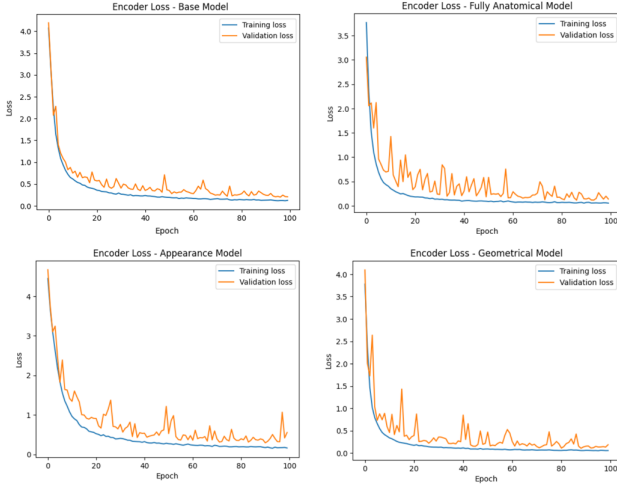 Encoder Loss - Base Model
Training loss
Validation loss
4.0
3.5
3.0
2.5
2.0
1.5
1.0
0.5
0.0
Loss
0 20 40 60 80 100
Epoch
Encoder Loss - Fully Anatomical Model
Training loss
Validation loss
3.5
3.0
2.5
2.0
1.5
1.0
0.5
0.0
Loss
0 20 40 60 80 100
Epoch
Encoder Loss - Appearance Model
Training loss
Validation loss
4
3
2
1
0
Loss
0 20 40 60 80 100
Epoch
Encoder Loss - Geometrical Model
Training loss
Validation loss
4.0
3.5
3.0
2.5
2.0
1.5
1.0
0.5
0.0
Loss
0 20 40 60 80 100
Epoch